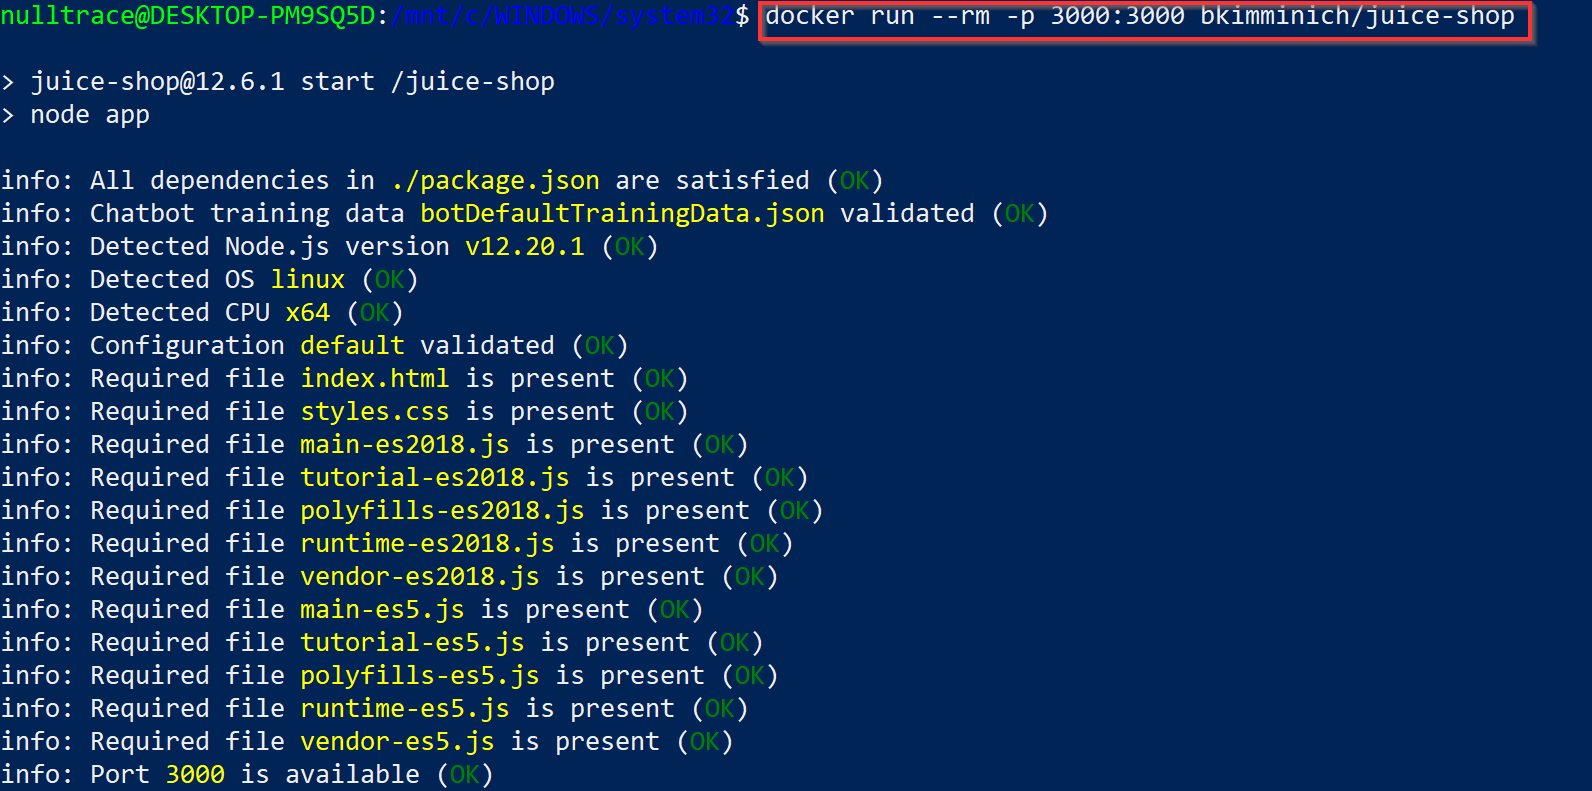 nulltrace@DESKTOP-PM9SQ5D:/mnt/c/WINDOWS/system32$ docker run --rm -p 3000:3000 bkimminich/juice-shop
> juice-shop@12.6.1 start /juice-shop
> node app
info: All dependencies in ./package.json are satisfied (OK)
info: Chatbot training data botDefaultTrainingData.json validated (OK)
info: Detected Node.js version v12.20.1 (OK)
info: Detected OS linux (OK)
info: Detected CPU x64 (OK)
info: Configuration default validated (OK)
info: Required file index.html is present (OK)
info: Required file styles.css is present (OK)
info: Required file main-es2018.js is present (OK)
info: Required file tutorial-es2018.js is present (OK)
info: Required file polyfills-es2018.js is present (OK)
info: Required file runtime-es2018.js is present (OK)
info: Required file vendor-es2018.js is present (OK)
info: Required file main-es5.js is present (OK)
info: Required file tutorial-es5.js is present (OK)
info: Required file polyfills-es5.js is present (OK)
info: Required file runtime-es5.js is present (OK)
info: Required file vendor-es5.js is present (OK)
info: Port 3000 is available (OK)